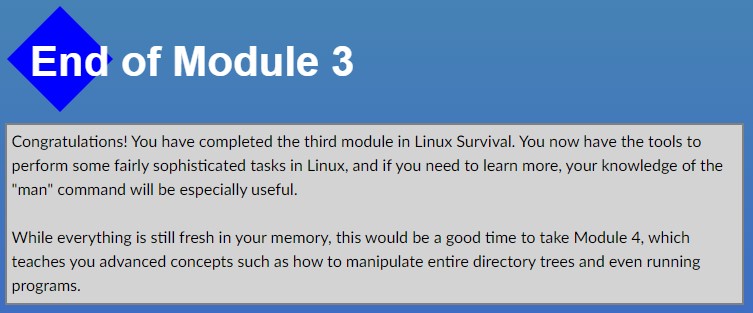 End of Module 3
Congratulations! You have completed the third module in Linux Survival. You now have the tools to
perform some fairly sophisticated tasks in Linux, and if you need to learn more, your knowledge of the
"man" command will be especially useful.
While everything is still fresh in your memory, this would be a good time to take Module 4, which
teaches you advanced concepts such as how to manipulate entire directory trees and even running
programs.